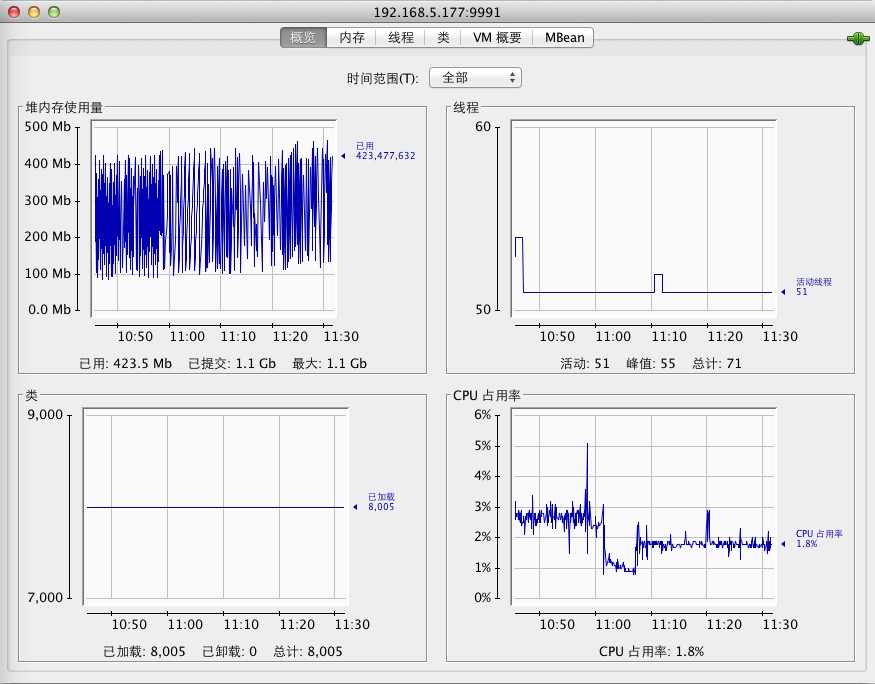 192.168.5.177:9991
概览 内存 线程 类 VM 概要 MBean
时间范围(T): 全部
堆内存使用量
500 Mb
400 Mb
300 Mb
200 Mb
100 Mb
0.0 Mb
已用
423,477,632
10:50 11:00 11:10 11:20 11:30
已用: 423.5 Mb 已提交: 1.1 Gb 最大: 1.1 Gb
线程
60
50
活动线程
51
10:50 11:00 11:10 11:20 11:30
活动: 51 峰值: 55 总计: 71
类
9,000
7,000
已加载
8,005
10:50 11:00 11:10 11:20 11:30
已加载: 8,005 已卸载: 0 总计: 8,005
CPU 占用率
6%
5%
4%
3%
2%
1%
0%
CPU 占用率
1.8%
10:50 11:00 11:10 11:20 11:30
CPU 占用率: 1.8%